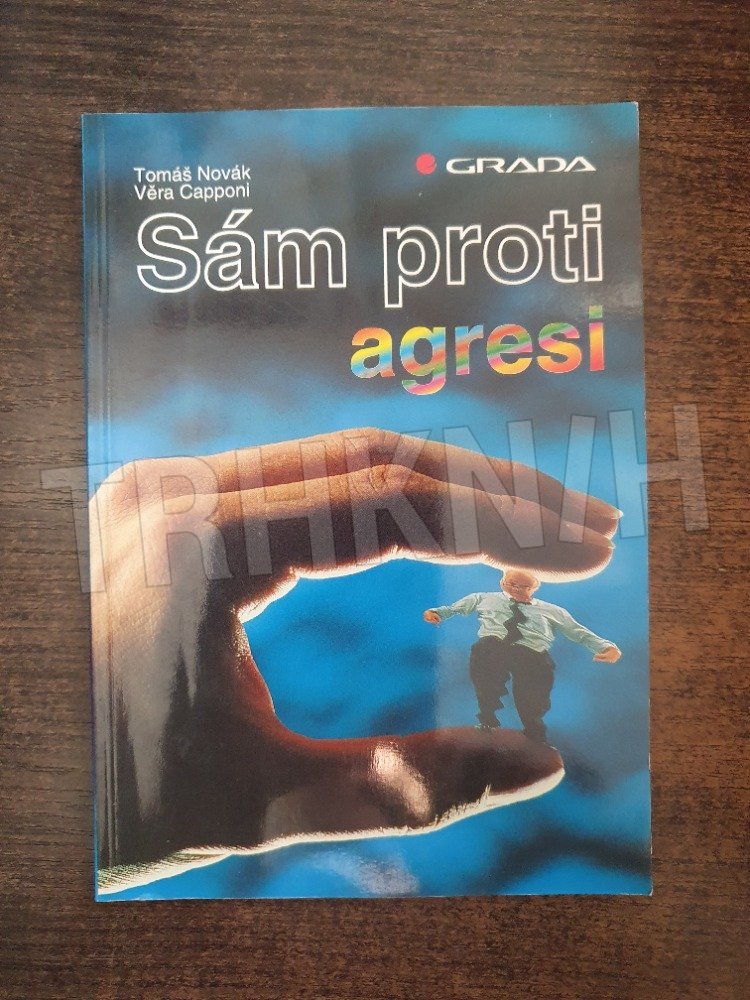 Tomáš Novák
Věra Capponi
GRADA
Sám proti
agresi
TRHKNIH